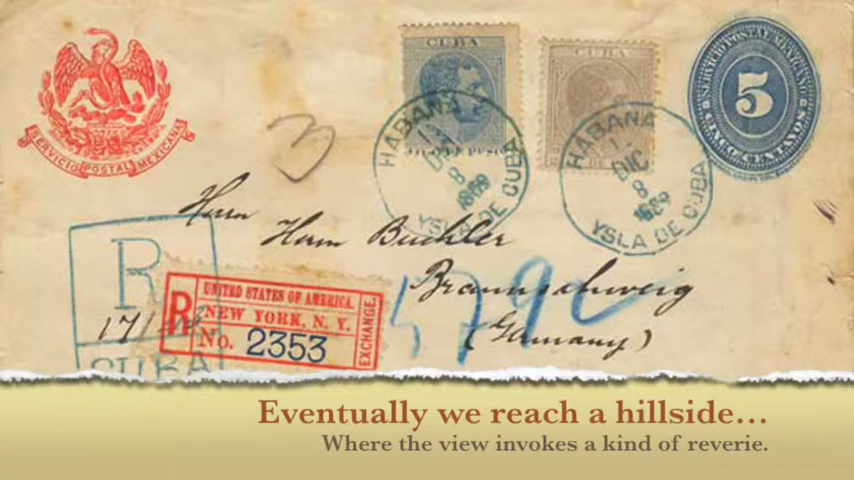 CUBA
CUBA
SERVICIO POSTAL MEXICANO
5
CINCO CENTAVOS
SERVICIO POSTAL MEXICANO
HABANA
DIC
8
1889
YSLA DE CUBA
HABANA
DIC
8
1889
YSLA DE CUBA
Herrn
Herm Buchler
Braunschweig
(Germany)
R
CUBA
R
UNITED STATES OF AMERICA.
NEW YORK, N. Y.
No. 2353
EXCHANGE.
Eventually we reach a hillside…
Where the view invokes a kind of reverie.